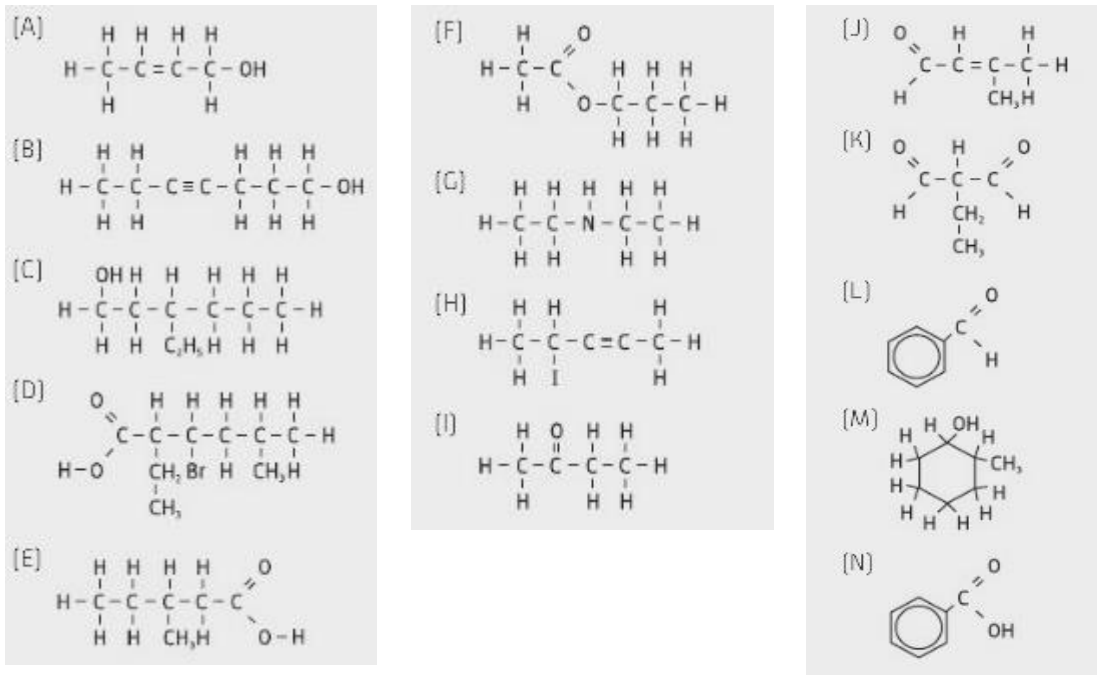 [A] H H H H
H – C – C = C – C – OH
H H
[B] H H H H H
H – C – C – C ≡ C – C – C – C – OH
H H H H H
[C] OH H H H H H
H – C – C – C – C – C – C – H
H H C₂H₅ H H H
[D] O H H H H H
C – C – C – C – C – C – H
H – O CH₂ Br H CH₃ H
CH₃
[E] H H H H O
H – C – C – C – C – C
H H CH₃ H O – H
[F] H O
H – C – C H H H
H O – C – C – C – H
H H H
[G] H H H H H
H – C – C – N – C – C – H
H H H H
[H] H H H
H – C – C – C ≡ C – C – H
H I H
[I] H O H H
H – C – C – C – C – H
H H H
[J] O H H
C – C = C – C – H
H CH₃ H
[K] O H O
C – C – C
H CH₂ H
CH₃
[L] O
C
H
[M] H OH
H H
H CH₃
H H
H H H H
[N] O
C
OH